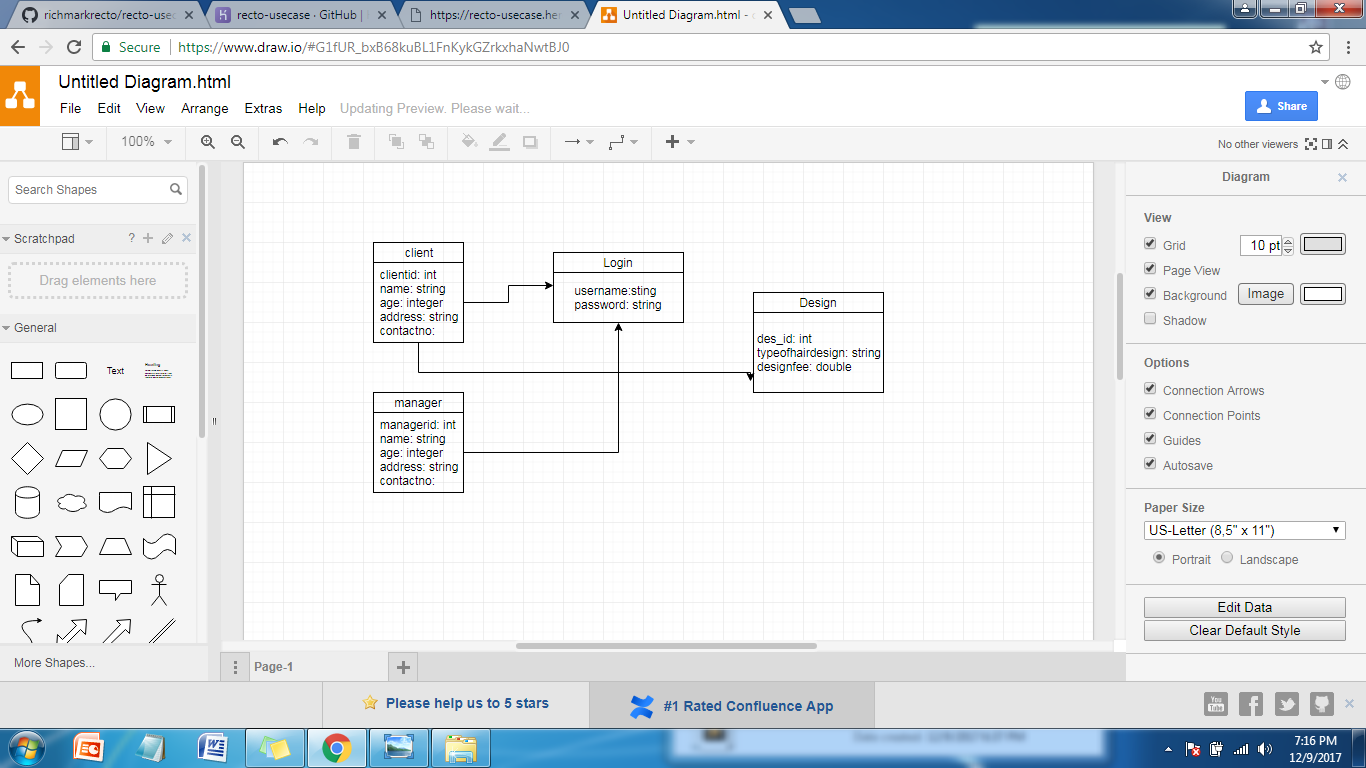 richmarkrecto/recto-usec
recto-usecase · GitHub |
https://recto-usecase.her
Untitled Diagram.html -
Secure
https://www.draw.io/#G1fUR_bxB68kuBL1FnKykGZrkxhaNwtBJ0
Untitled Diagram.html
File Edit View Arrange Extras Help Updating Preview. Please wait...
Share
100%
No other viewers
Search Shapes
Scratchpad
?
Drag elements here
General
Text
Heading
More Shapes...
client
clientid: int
name: string
age: integer
address: string
contactno:
Login
username:sting
password: string
Design
des_id: int
typeofhairdesign: string
designfee: double
manager
managerid: int
name: string
age: integer
address: string
contactno:
Diagram
View
Grid
10 pt
Page View
Background
Image
Shadow
Options
Connection Arrows
Connection Points
Guides
Autosave
Paper Size
US-Letter (8,5" x 11")
Portrait
Landscape
Edit Data
Clear Default Style
Page-1
Please help us to 5 stars
#1 Rated Confluence App
You
Tube
7:16 PM
12/9/2017